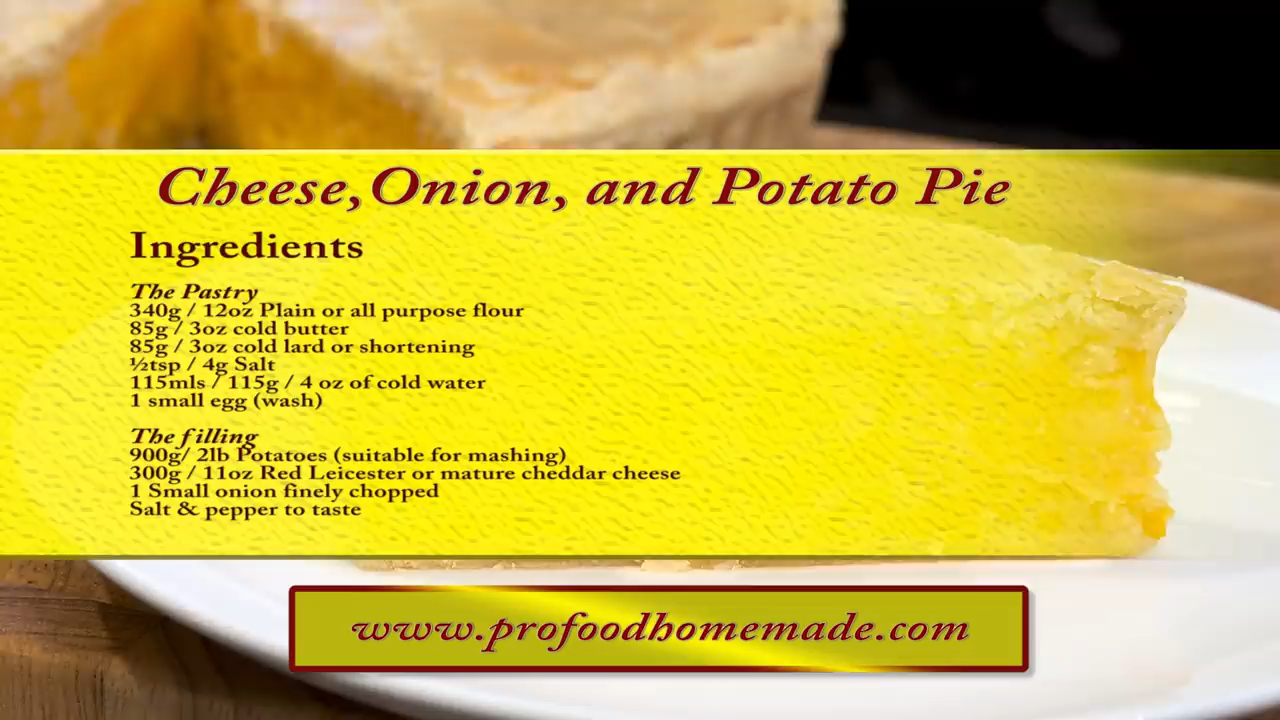 Cheese, Onion, and Potato Pie
Ingredients
The Pastry
340g / 12oz Plain or all purpose flour
85g / 3oz cold butter
85g / 3oz cold lard or shortening
½tsp / 4g Salt
115mls / 115g / 4 oz of cold water
1 small egg (wash)
The filling
900g/ 2lb Potatoes (suitable for mashing)
300g / 11oz Red Leicester or mature cheddar cheese
1 Small onion finely chopped
Salt & pepper to taste
www.profoodhomemade.com